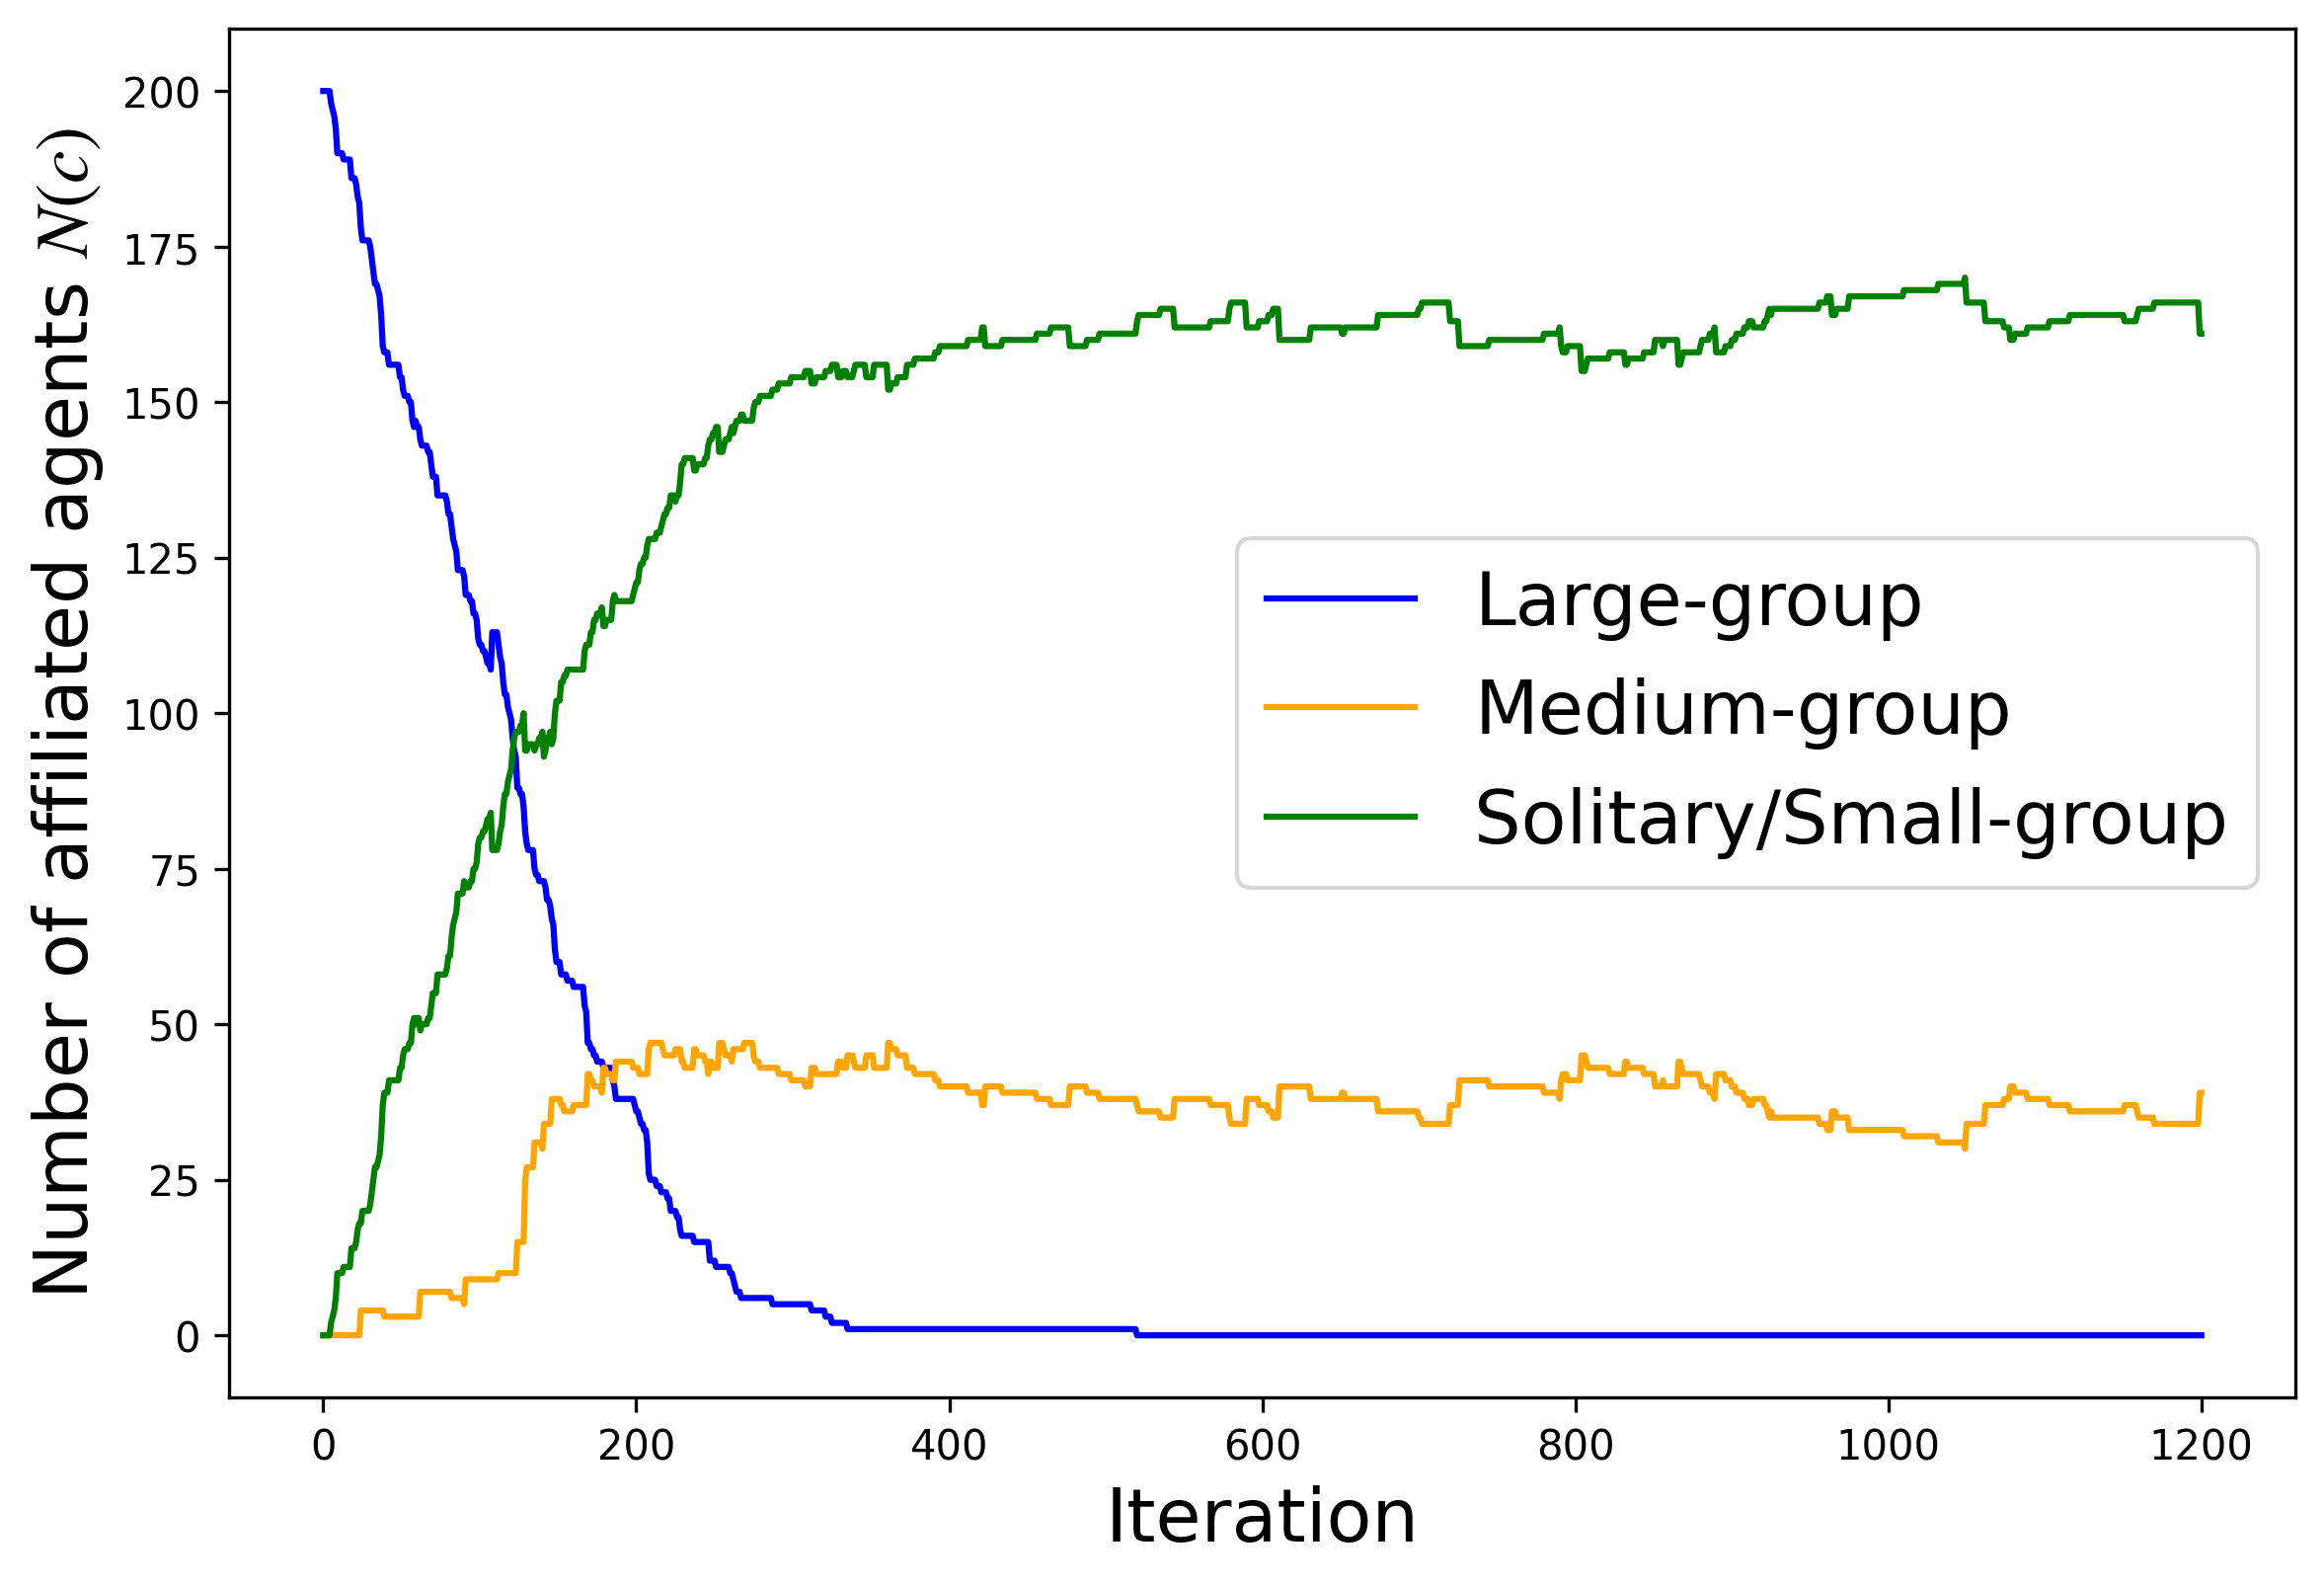 Number of affiliated agents N(c)
200
175
150
125
100
75
50
25
0
Large-group
Medium-group
Solitary/Small-group
0 200 400 600 800 1000 1200
Iteration